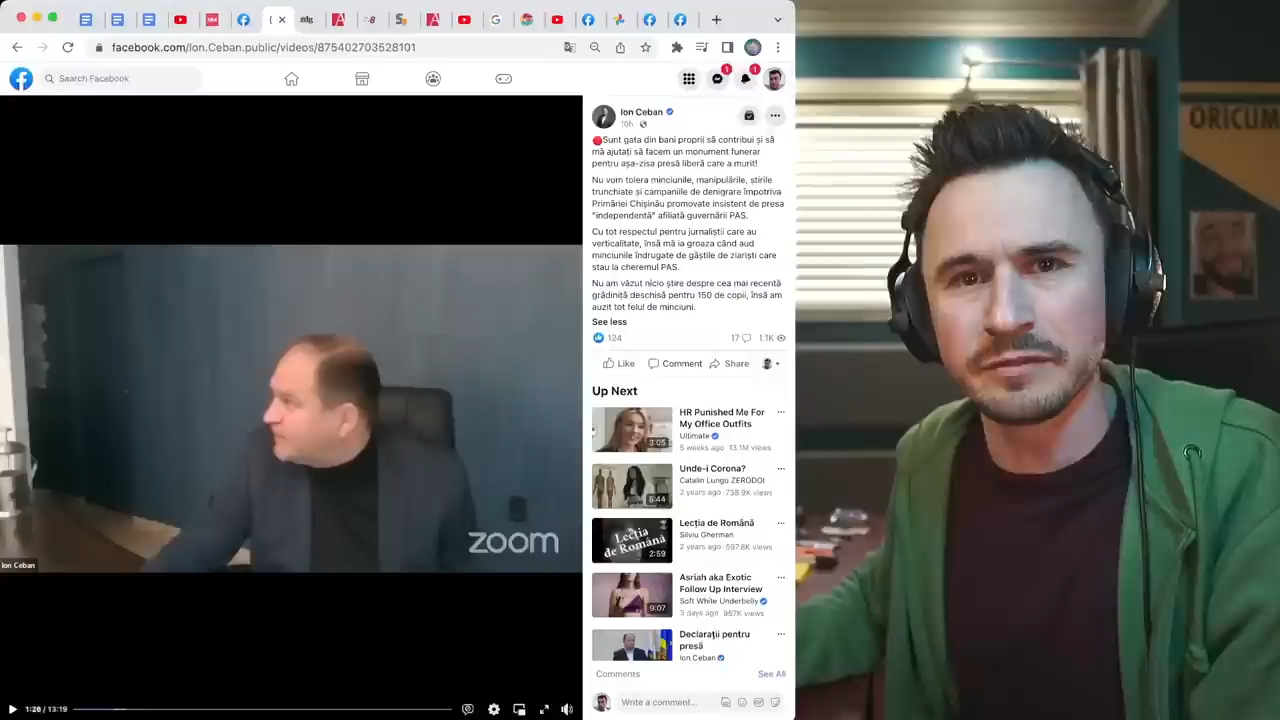 zdg
facebook.com/Ion.Ceban.public/videos/875402703528101
Search Facebook
1
1
Ion Ceban
10h
Sunt gata din bani proprii să contribui și să
mă ajutați să facem un monument funerar
pentru așa-zisa presă liberă care a murit!
Nu vom tolera minciunile, manipulările, știrile
trunchiate și campaniile de denigrare împotriva
Primăriei Chișinău promovate insistent de presa
"independentă" afiliată guvernării PAS.
Cu tot respectul pentru jurnaliștii care au
verticalitate, însă mă ia groaza când aud
minciunile îndrugate de găștile de ziariști care
stau la cheremul PAS.
Nu am văzut nicio știre despre cea mai recentă
grădiniță deschisă pentru 150 de copii, însă am
auzit tot felul de minciuni.
See less
124
17
1.1K
Like
Comment
Share
Up Next
HR Punished Me For
My Office Outfits
Ultimate
5 weeks ago · 13.1M views
3:05
Unde-i Corona?
Catalin Lungu ZERODOI
2 years ago · 738.9K views
5:44
Lecția de Română
Silviu Gherman
2 years ago · 597.8K views
Lecția
de Română
2:59
Asriah aka Exotic
Follow Up Interview
Soft White Underbelly
3 days ago · 957K views
9:07
Declarații pentru
presă
Ion Ceban
Comments
See All
Write a comment...
zoom
Ion Ceban
1:26 / 13:19
ORICUM